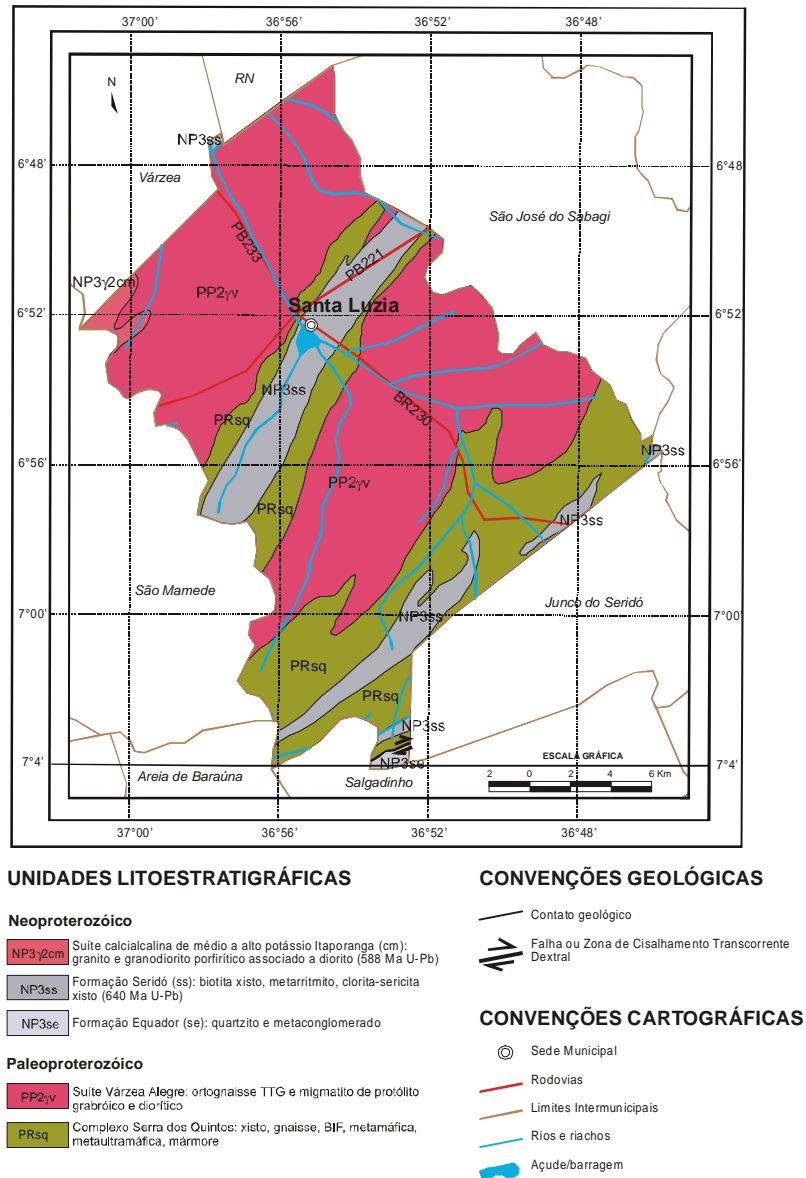 37°00'
36°56'
36°52'
36°48'
RN
N
NP3ss
6°48'
6°48'
Várzea
São José do Sabagi
PB233
PB221
NP3γ2cm
PP2γv
Santa Luzia
6°52'
6°52'
NP3ss
BR230
PRsq
NP3ss
6°56'
6°56'
PP2γv
PRsq
NP3ss
São Mamede
Junco do Seridó
7°00'
7°00'
NP3ss
PRsq
PRsq
NP3ss
ESCALA GRÁFICA
7°4'
7°4'
NP3se
2 0 2 4 6 Km
Areia de Baraúna
Salgadinho
37°00'
36°56'
36°52'
36°48'
UNIDADES LITOESTRATIGRÁFICAS
Neoproterozóico
NP3γ2cm
Suíte calcialcalina de médio a alto potássio Itaporanga (cm):
granito e granodiorito porfirítico associado a diorito (588 Ma U-Pb)
NP3ss
Formação Seridó (ss): biotita xisto, metarritmito, clorita-sericita
xisto (640 Ma U-Pb)
NP3se
Formação Equador (se): quartzito e metaconglomerado
Paleoproterozóico
PP2γv
Suíte Várzea Alegre: ortognaisse TTG e migmatito de protólito
grabróico e diorítico
PRsq
Complexo Serra dos Quintos: xisto, gnaisse, BIF, metamáfica,
metaultramáfica, mármore
CONVENÇÕES GEOLÓGICAS
Contato geológico
Falha ou Zona de Cisalhamento Transcorrente
Dextral
CONVENÇÕES CARTOGRÁFICAS
Sede Municipal
Rodovias
Limites Intermunicipais
Rios e riachos
Açude/barragem